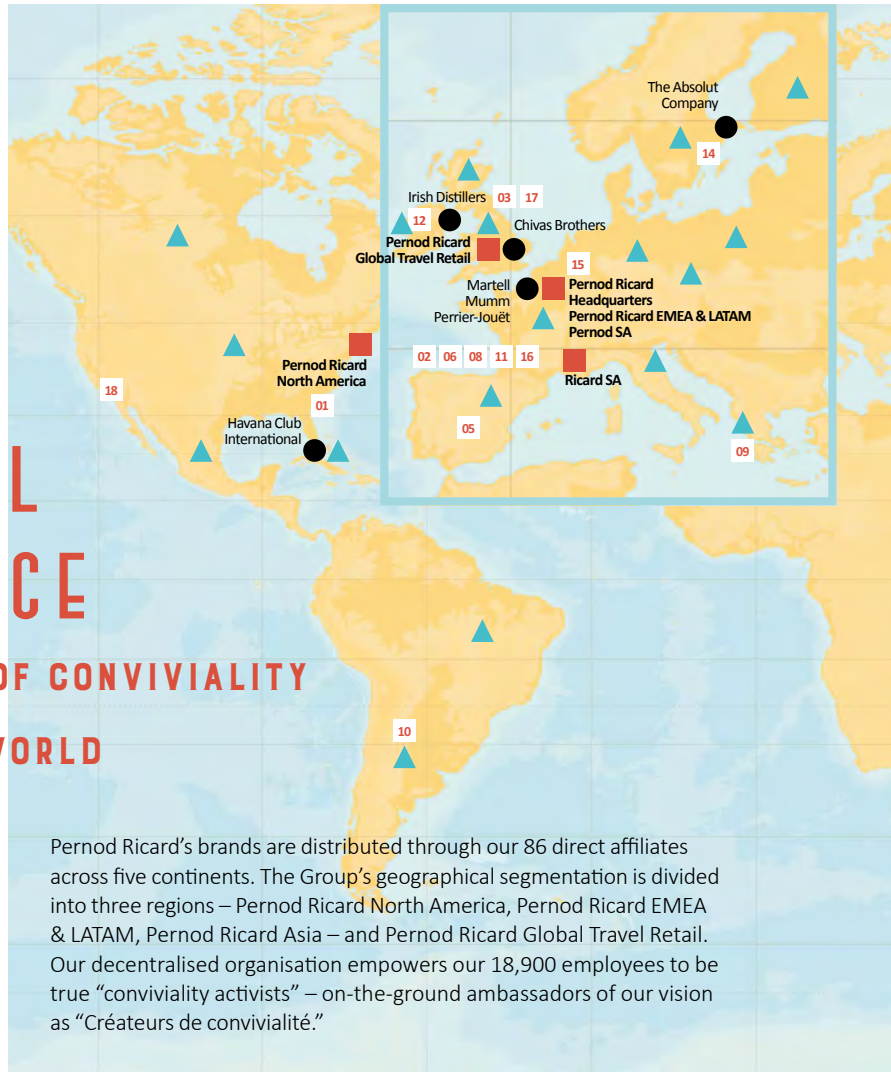 The Absolut
Company
14
Irish Distillers
03 17
12
Chivas Brothers
Pernod Ricard
Global Travel Retail
15
Martell
Mumm
Perrier-Jouët
Pernod Ricard
Headquarters
Pernod Ricard EMEA & LATAM
Pernod SA
02 06 08 11 16
Ricard SA
05
09
Pernod Ricard
North America
18
01
Havana Club
International
L
CE
OF CONVIVIALITY
WORLD
10
Pernod Ricard’s brands are distributed through our 86 direct affiliates
across five continents. The Group’s geographical segmentation is divided
into three regions – Pernod Ricard North America, Pernod Ricard EMEA
& LATAM, Pernod Ricard Asia – and Pernod Ricard Global Travel Retail.
Our decentralised organisation empowers our 18,900 employees to be
true “conviviality activists” – on-the-ground ambassadors of our vision
as “Créateurs de convivialité.”